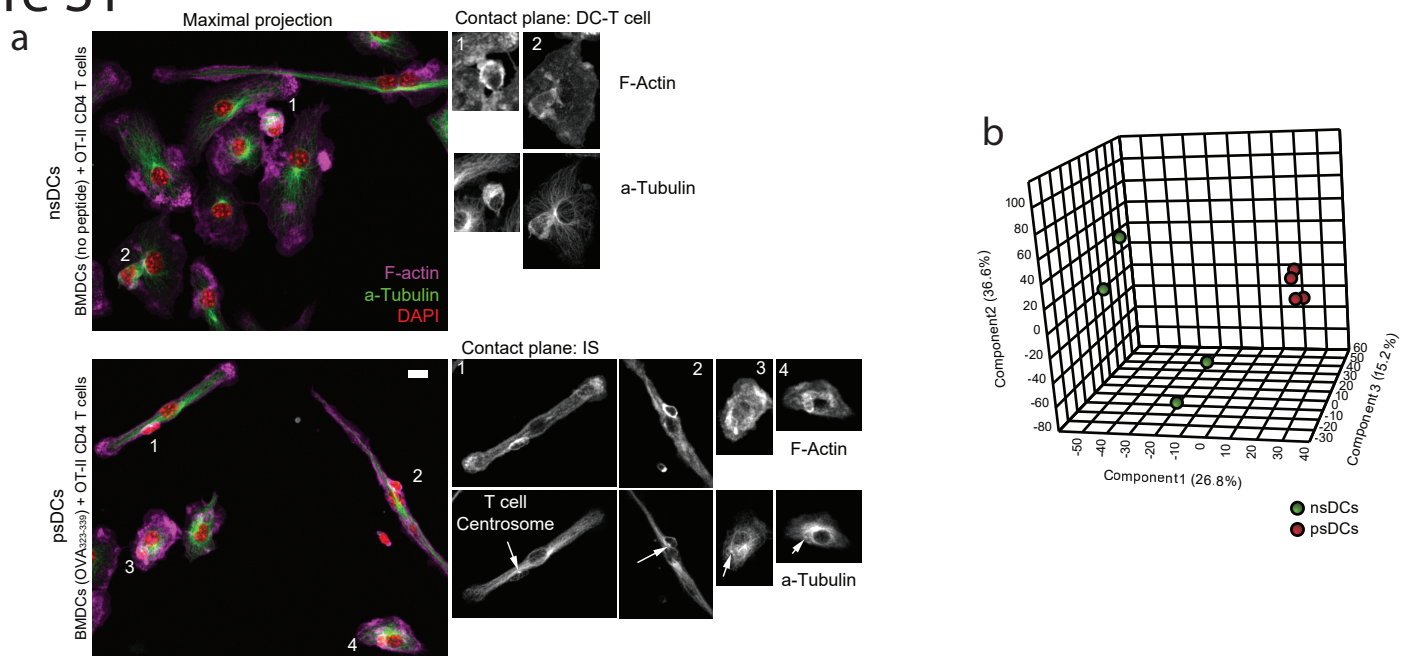 a
Maximal projection
Contact plane: DC-T cell
nsDCs
BMDCs (no peptide) + OT-II CD4 T cells
1
2
F-actin
a-Tubulin
DAPI
1
2
F-Actin
a-Tubulin
psDCs
BMDCs (OVA323-339) + OT-II CD4 T cells
1
2
3
4
Contact plane: IS
1
2
3
4
F-Actin
T cell
Centrosome
a-Tubulin
b
Component2 (36.6%)
100
80
60
40
20
0
-20
-40
-60
-80
-50
-40
-30
-20
-10
0
10
20
30
40
Component1 (26.8%)
60
50
40
30
20
10
0
-10
-20
-30
Component 3 (15.2%)
nsDCs
psDCs